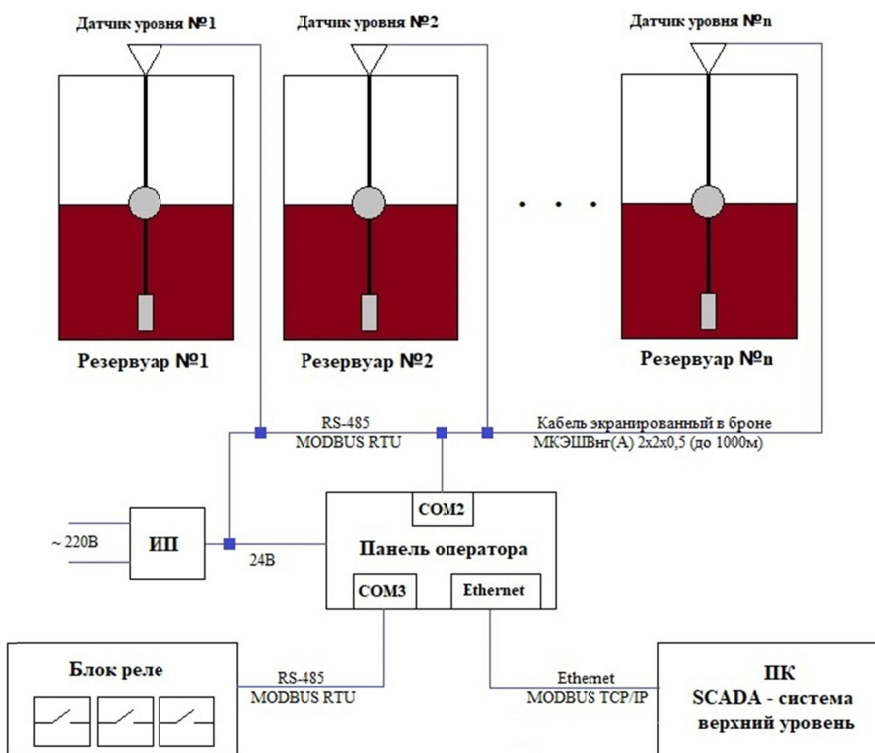 Датчик уровня №1
Датчик уровня №2
Датчик уровня №n
Резервуар №1
Резервуар №2
Резервуар №n
RS-485
MODBUS RTU
Кабель экранированный в броне
МКЭШВнг(А) 2х2х0,5 (до 1000м)
COM2
~ 220В
ИП
24В
Панель оператора
COM3
Ethernet
Блок реле
RS-485
MODBUS RTU
Ethernet
MODBUS TCP/IP
ПК
SCADA - система
верхний уровень